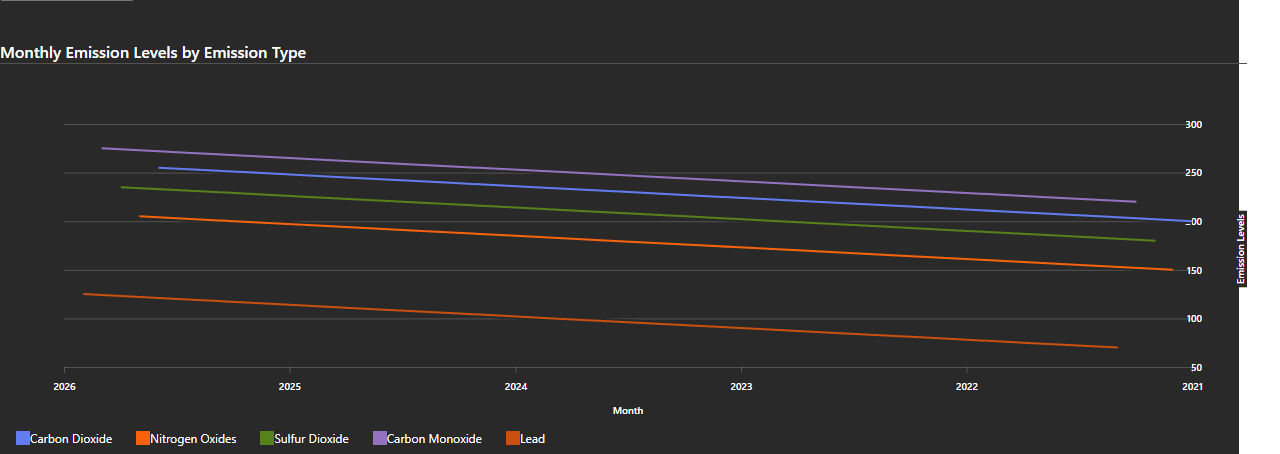 Monthly Emission Levels by Emission Type
300
250
_00
150
100
50
Emission Levels
2026 2025 2024 2023 2022 2021
Month
Carbon Dioxide Nitrogen Oxides Sulfur Dioxide Carbon Monoxide Lead